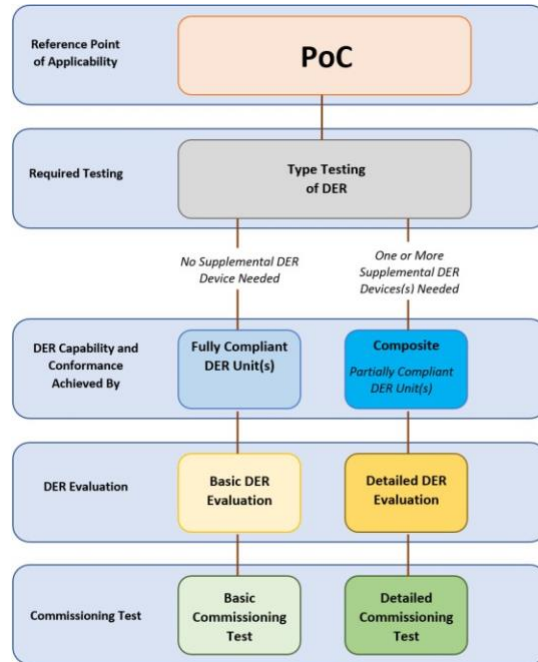 Reference Point
of Applicability
PoC
Required Testing
Type Testing
of DER
No Supplemental DER
Device Needed
One or More
Supplemental DER
Devices(s) Needed
DER Capability and
Conformance
Achieved By
Fully Compliant
DER Unit(s)
Composite
Partially Compliant
DER Unit(s)
DER Evaluation
Basic DER
Evaluation
Detailed DER
Evaluation
Commissioning Test
Basic
Commissioning
Test
Detailed
Commissioning
Test